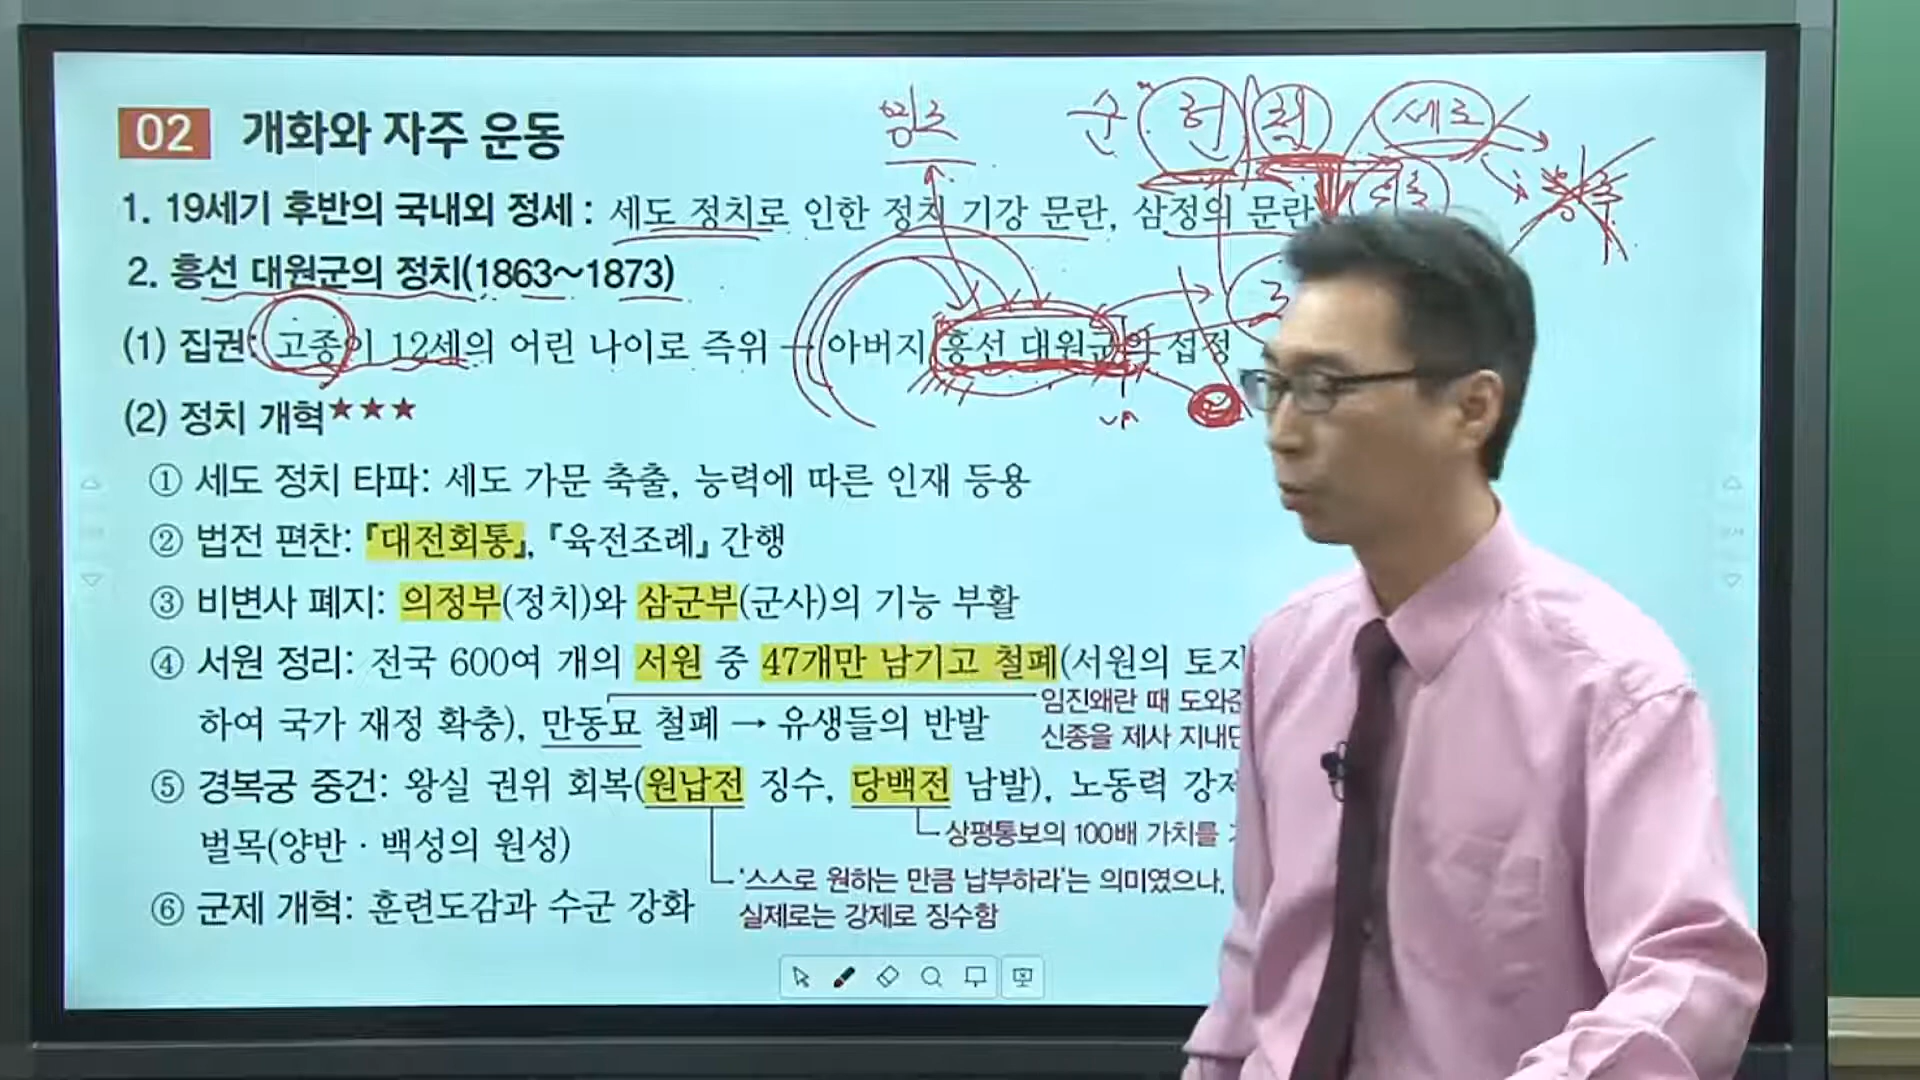 명조 군 헌 철 세도
02 개화와 자주 운동
1. 19세기 후반의 국내외 정세 : 세도 정치로 인한 정치 기강 문란, 삼정의 문란
2. 흥선 대원군의 정치(1863~1873)
(1) 집권: 고종이 12세의 어린 나이로 즉위 → 아버지 흥선 대원군의 섭정
(2) 정치 개혁★★★
① 세도 정치 타파: 세도 가문 축출, 능력에 따른 인재 등용
② 법전 편찬: 『대전회통』, 『육전조례』 간행
③ 비변사 폐지: 의정부(정치)와 삼군부(군사)의 기능 부활
④ 서원 정리: 전국 600여 개의 서원 중 47개만 남기고 철폐(서원의 토지
하여 국가 재정 확충), 만동묘 철폐 → 유생들의 반발
임진왜란 때 도와준
신종을 제사 지내던
⑤ 경복궁 중건: 왕실 권위 회복(원납전 징수, 당백전 남발), 노동력 강제
벌목(양반 · 백성의 원성)
상평통보의 100배 가치를
'스스로 원하는 만큼 납부하라'는 의미였으나,
실제로는 강제로 징수함
⑥ 군제 개혁: 훈련도감과 수군 강화